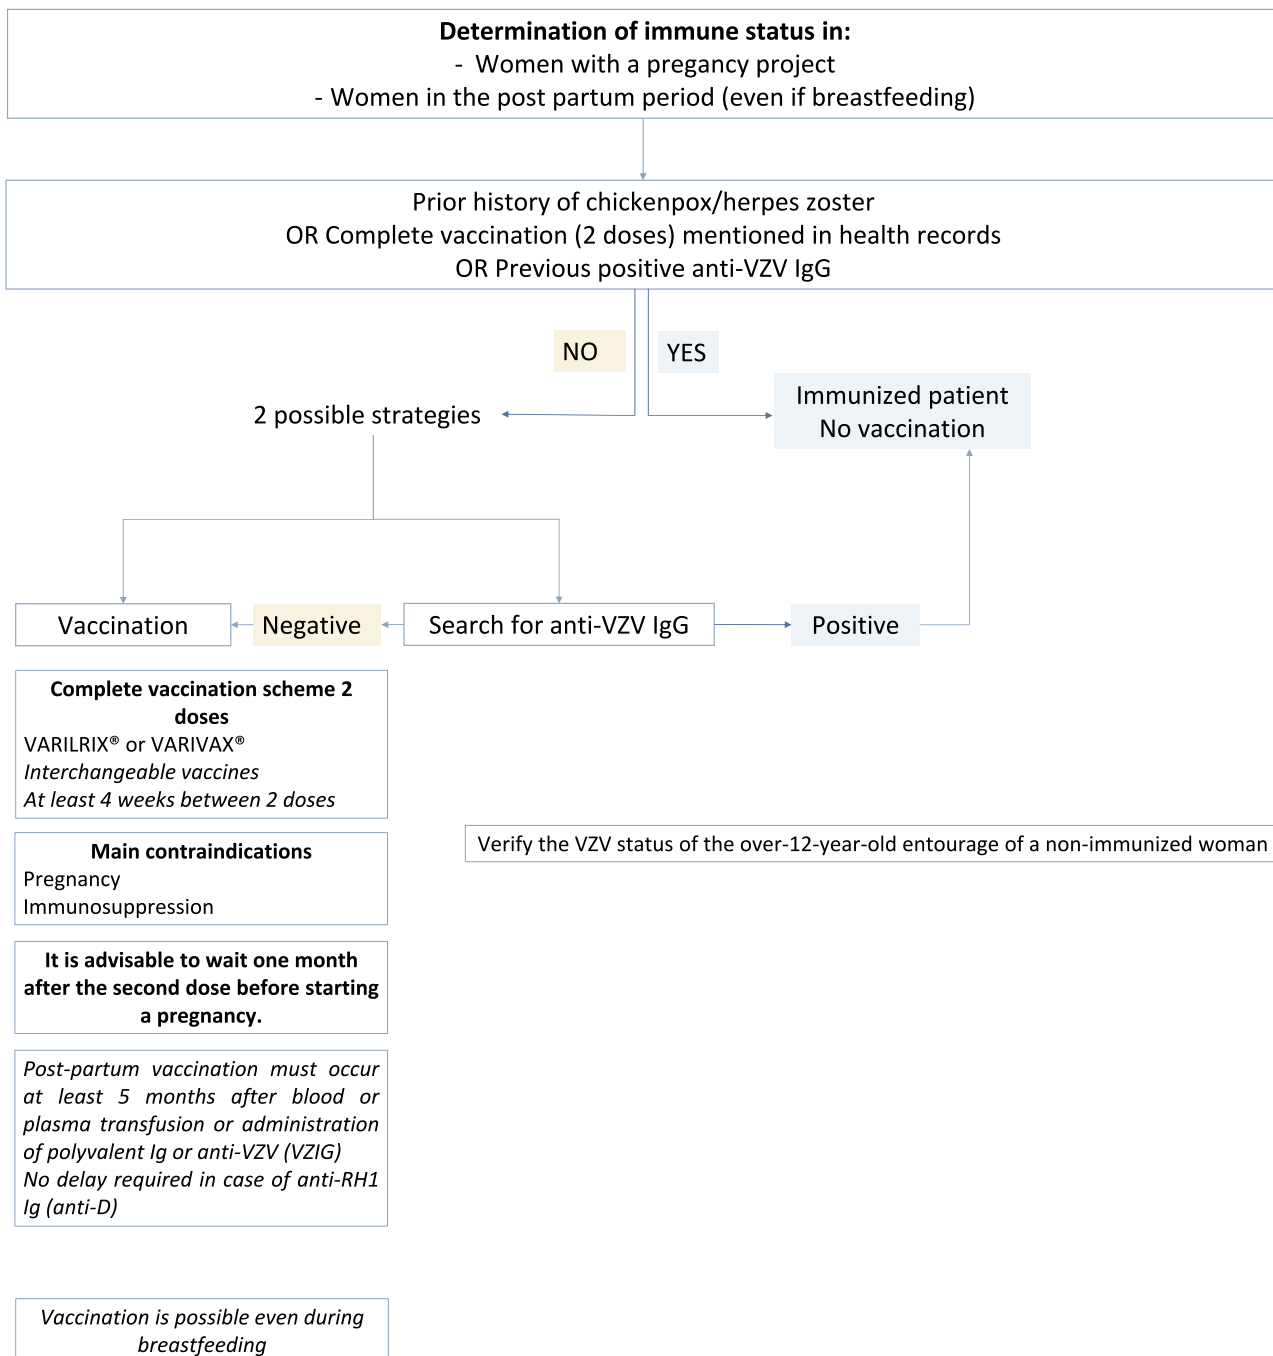 Determination of immune status in:
- Women with a pregancy project
- Women in the post partum period (even if breastfeeding)
Prior history of chickenpox/herpes zoster
OR Complete vaccination (2 doses) mentioned in health records
OR Previous positive anti-VZV IgG
NO
YES
Immunized patient
No vaccination
2 possible strategies
Vaccination
Negative
Search for anti-VZV IgG
Positive
Complete vaccination scheme 2
doses
VARILRIX® or VARIVAX®
Interchangeable vaccines
At least 4 weeks between 2 doses
Verify the VZV status of the over-12-year-old entourage of a non-immunized woman
Main contraindications
Pregnancy
Immunosuppression
It is advisable to wait one month
after the second dose before starting
a pregnancy.
Post-partum vaccination must occur
at least 5 months after blood or
plasma transfusion or administration
of polyvalent Ig or anti-VZV (VZIG)
No delay required in case of anti-RH1
Ig (anti-D)
Vaccination is possible even during
breastfeeding